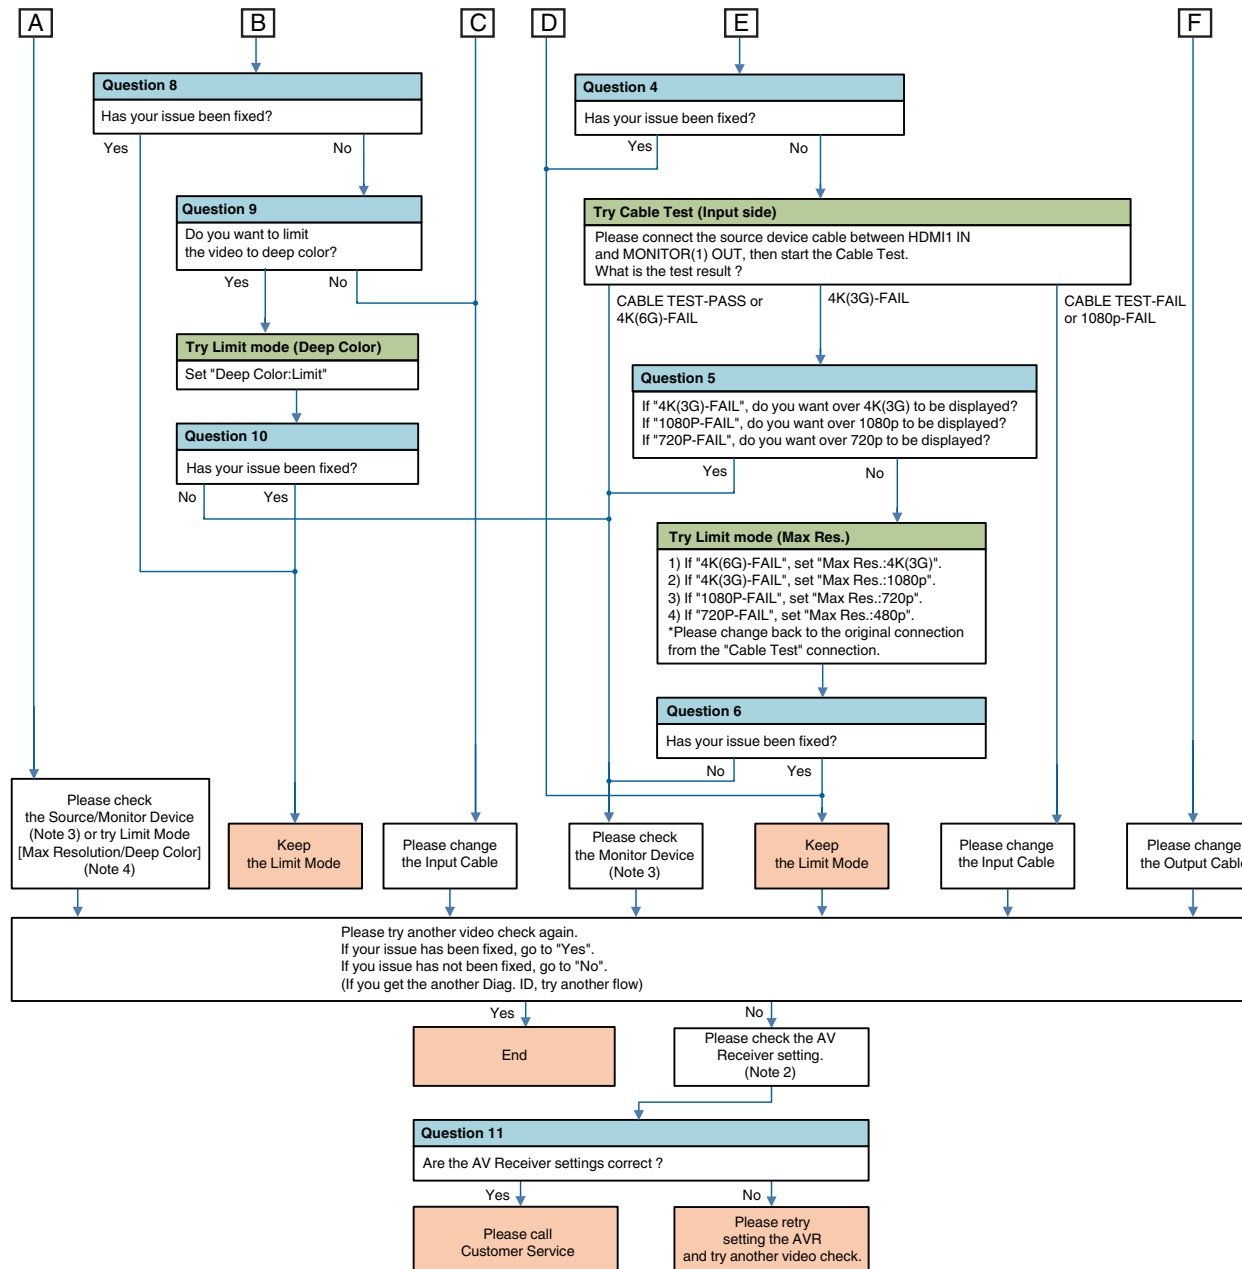 A
B
C
D
E
F
Question 8
Has your issue been fixed?
Yes
No
Question 4
Has your issue been fixed?
Yes
No
Question 9
Do you want to limit
the video to deep color?
Yes
No
Try Cable Test (Input side)
Please connect the source device cable between HDMI1 IN
and MONITOR(1) OUT, then start the Cable Test.
What is the test result ?
CABLE TEST-PASS or
4K(6G)-FAIL
4K(3G)-FAIL
CABLE TEST-FAIL
or 1080p-FAIL
Try Limit mode (Deep Color)
Set "Deep Color:Limit"
Question 5
If "4K(3G)-FAIL", do you want over 4K(3G) to be displayed?
If "1080P-FAIL", do you want over 1080p to be displayed?
If "720P-FAIL", do you want over 720p to be displayed?
Yes
No
Question 10
Has your issue been fixed?
No
Yes
Try Limit mode (Max Res.)
1) If "4K(6G)-FAIL", set "Max Res.:4K(3G)".
2) If "4K(3G)-FAIL", set "Max Res.:1080p".
3) If "1080P-FAIL", set "Max Res.:720p".
4) If "720P-FAIL", set "Max Res.:480p".
*Please change back to the original connection
from the "Cable Test" connection.
Question 6
Has your issue been fixed?
No
Yes
Please check
the Source/Monitor Device
(Note 3) or try Limit Mode
[Max Resolution/Deep Color]
(Note 4)
Keep
the Limit Mode
Please change
the Input Cable
Please check
the Monitor Device
(Note 3)
Keep
the Limit Mode
Please change
the Input Cable
Please change
the Output Cable
Please try another video check again.
If your issue has been fixed, go to "Yes".
If you issue has not been fixed, go to "No".
(If you get the another Diag. ID, try another flow)
Yes
No
End
Please check the AV
Receiver setting.
(Note 2)
Question 11
Are the AV Receiver settings correct ?
Yes
No
Please call
Customer Service
Please retry
setting the AVR
and try another video check.